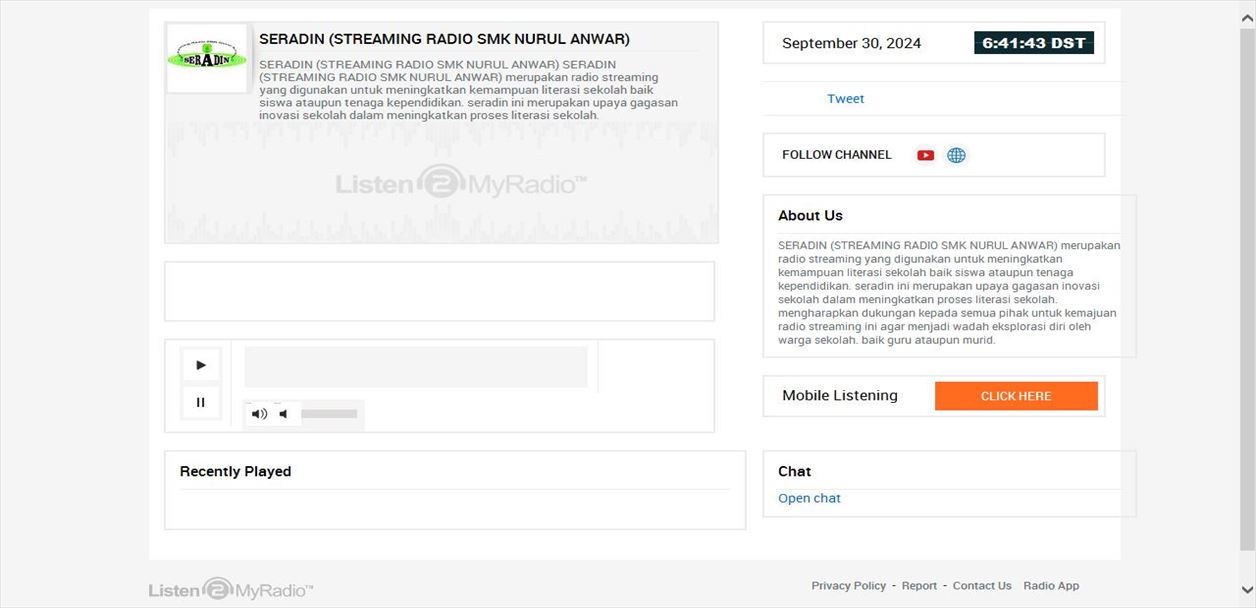 SERADIN (STREAMING RADIO SMK NURUL ANWAR)
SERADIN
SERADIN (STREAMING RADIO SMK NURUL ANWAR) SERADIN
(STREAMING RADIO SMK NURUL ANWAR) merupakan radio streaming
yang digunakan untuk meningkatkan kemampuan literasi sekolah baik
siswa ataupun tenaga kependidikan. seradin ini merupakan upaya gagasan
inovasi sekolah dalam meningkatkan proses literasi sekolah.
Listen2MyRadio™
September 30, 2024
6:41:43 DST
Tweet
FOLLOW CHANNEL
About Us
SERADIN (STREAMING RADIO SMK NURUL ANWAR) merupakan
radio streaming yang digunakan untuk meningkatkan
kemampuan literasi sekolah baik siswa ataupun tenaga
kependidikan. seradin ini merupakan upaya gagasan inovasi
sekolah dalam meningkatkan proses literasi sekolah.
mengharapkan dukungan kepada semua pihak untuk kemajuan
radio streaming ini agar menjadi wadah eksplorasi diri oleh
warga sekolah. baik guru ataupun murid.
Mobile Listening
CLICK HERE
Recently Played
Chat
Open chat
Listen2MyRadio™
Privacy Policy - Report - Contact Us Radio App